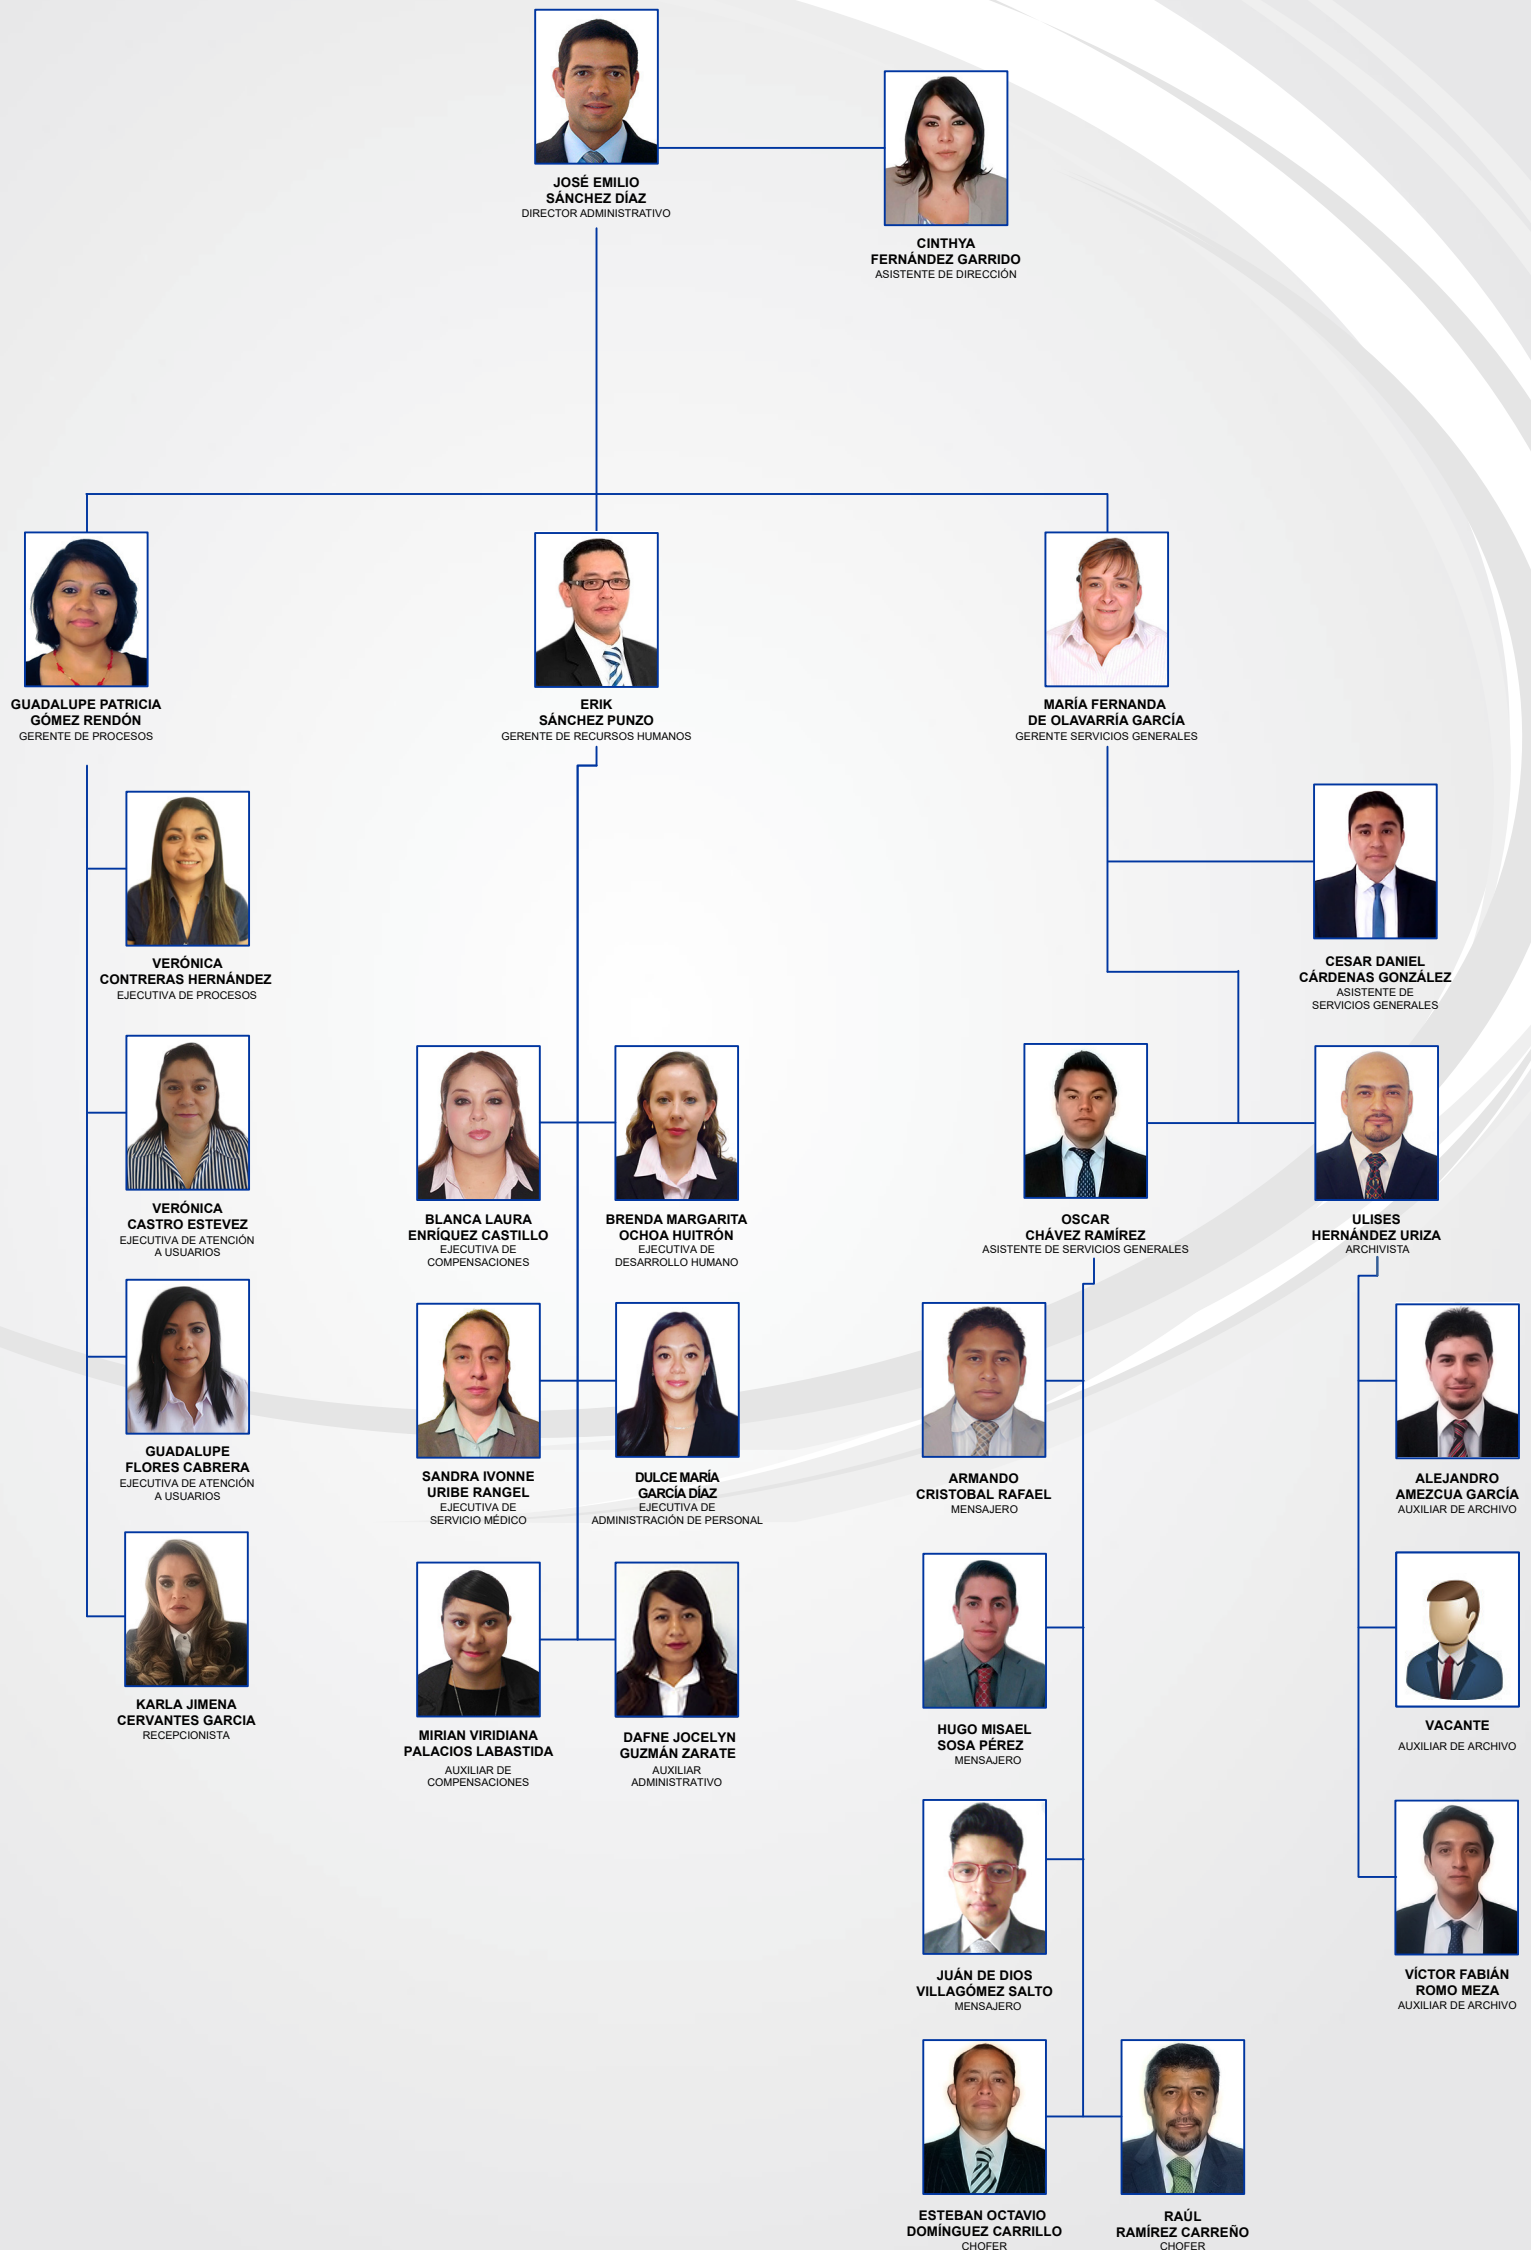 JOSÉ EMILIO
SÁNCHEZ DÍAZ
DIRECTOR ADMINISTRATIVO
CINTHYA
FERNÁNDEZ GARRIDO
ASISTENTE DE DIRECCIÓN
GUADALUPE PATRICIA
GÓMEZ RENDÓN
GERENTE DE PROCESOS
ERIK
SÁNCHEZ PUNZO
GERENTE DE RECURSOS HUMANOS
MARÍA FERNANDA
DE OLAVARRÍA GARCÍA
GERENTE SERVICIOS GENERALES
VERÓNICA
CONTRERAS HERNÁNDEZ
EJECUTIVA DE PROCESOS
CESAR DANIEL
CÁRDENAS GONZÁLEZ
ASISTENTE DE
SERVICIOS GENERALES
VERÓNICA
CASTRO ESTEVEZ
EJECUTIVA DE ATENCIÓN
A USUARIOS
BLANCA LAURA
ENRÍQUEZ CASTILLO
EJECUTIVA DE
COMPENSACIONES
BRENDA MARGARITA
OCHOA HUITRÓN
EJECUTIVA DE
DESARROLLO HUMANO
OSCAR
CHÁVEZ RAMÍREZ
ASISTENTE DE SERVICIOS GENERALES
ULISES
HERNÁNDEZ URIZA
ARCHIVISTA
GUADALUPE
FLORES CABRERA
EJECUTIVA DE ATENCIÓN
A USUARIOS
SANDRA IVONNE
URIBE RANGEL
EJECUTIVA DE
SERVICIO MÉDICO
DULCE MARÍA
GARCÍA DÍAZ
EJECUTIVA DE
ADMINISTRACIÓN DE PERSONAL
ARMANDO
CRISTOBAL RAFAEL
MENSAJERO
ALEJANDRO
AMEZCUA GARCÍA
AUXILIAR DE ARCHIVO
KARLA JIMENA
CERVANTES GARCIA
RECEPCIONISTA
MIRIAN VIRIDIANA
PALACIOS LABASTIDA
AUXILIAR DE
COMPENSACIONES
DAFNE JOCELYN
GUZMÁN ZARATE
AUXILIAR
ADMINISTRATIVO
HUGO MISAEL
SOSA PÉREZ
MENSAJERO
VACANTE
AUXILIAR DE ARCHIVO
JUÁN DE DIOS
VILLAGÓMEZ SALTO
MENSAJERO
VÍCTOR FABIÁN
ROMO MEZA
AUXILIAR DE ARCHIVO
ESTEBAN OCTAVIO
DOMÍNGUEZ CARRILLO
CHOFER
RAÚL
RAMÍREZ CARREÑO
CHOFER